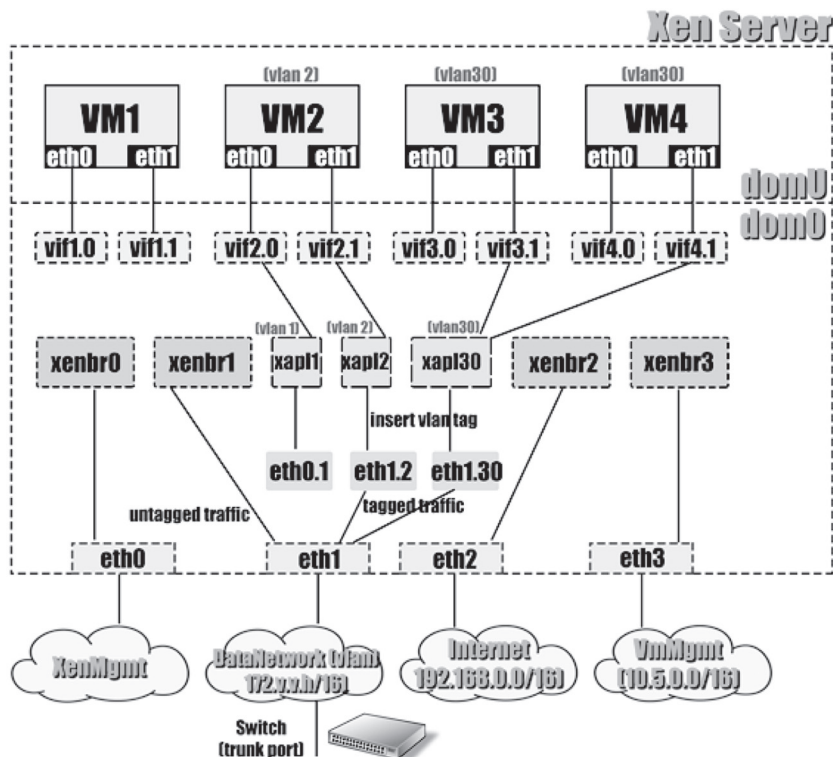 Xen Server
(vlan 2) (vlan30) (vlan30)
VM1 VM2 VM3 VM4
eth0 eth1 eth0 eth1 eth0 eth1 eth0 eth1
domU
dom0
vif1.0 vif1.1 vif2.0 vif2.1 vif3.0 vif3.1 vif4.0 vif4.1
(vlan 1) (vlan 2) (vlan30)
xenbr0 xenbr1 xapl1 xapl2 xapl30 xenbr2 xenbr3
insert vlan tag
eth0.1 eth1.2 eth1.30
untagged traffic tagged traffic
eth0 eth1 eth2 eth3
XenMgmt
DataNetwork (vlan)
172.v.v.h/16)
Internet
192.168.0.0/16)
VmMgmt
(10.5.0.0/16)
Switch
(trunk port)